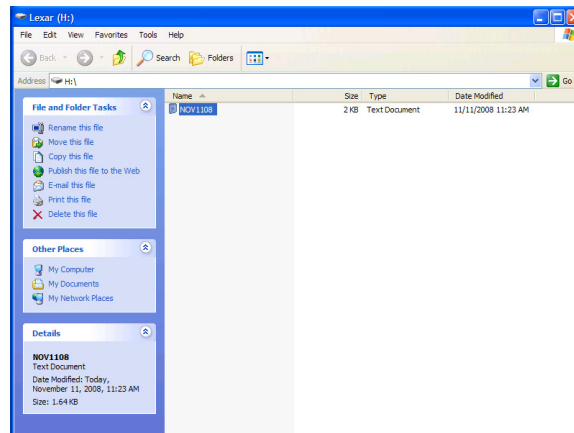 Lexar (H:)
File Edit View Favorites Tools Help
Back Search Folders
Address H:\ Go
Name Size Type Date Modified
NOV1108 2 KB Text Document 11/11/2008 11:23 AM
File and Folder Tasks
Rename this file
Move this file
Copy this file
Publish this file to the Web
E-mail this file
Print this file
Delete this file
Other Places
My Computer
My Documents
My Network Places
Details
NOV1108
Text Document
Date Modified: Today,
November 11, 2008, 11:23 AM
Size: 1.64 KB